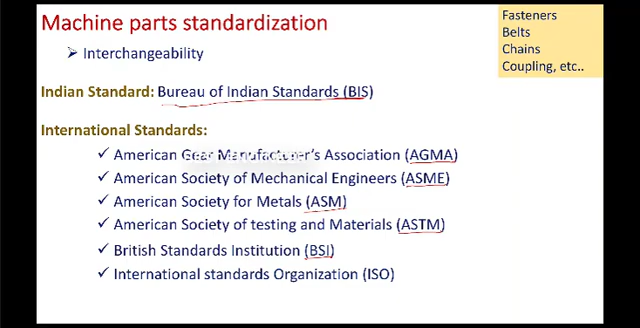 Machine parts standardization
Interchangeability
Fasteners
Belts
Chains
Coupling, etc..
Indian Standard: Bureau of Indian Standards (BIS)
International Standards:
American Gear Manufacturer's Association (AGMA)
American Society of Mechanical Engineers (ASME)
American Society for Metals (ASM)
American Society of testing and Materials (ASTM)
British Standards Institution (BSI)
International standards Organization (ISO)